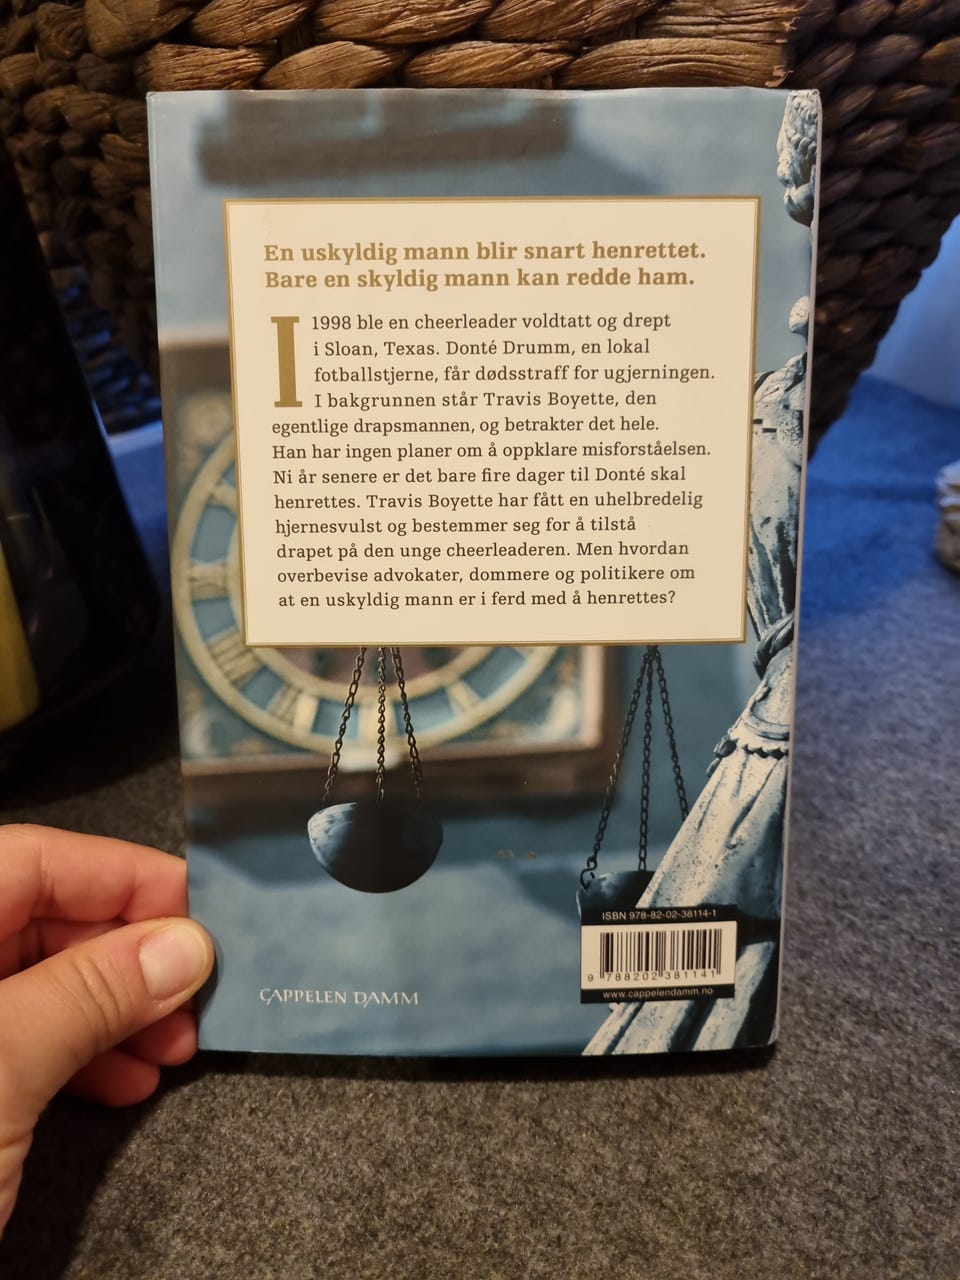 En uskyldig mann blir snart henrettet.
Bare en skyldig mann kan redde ham.
I 1998 ble en cheerleader voldtatt og drept
i Sloan, Texas. Donté Drumm, en lokal
fotballstjerne, får dødsstraff for ugjerningen.
I bakgrunnen står Travis Boyette, den
egentlige drapsmannen, og betrakter det hele.
Han har ingen planer om å oppklare misforståelsen.
Ni år senere er det bare fire dager til Donté skal
henrettes. Travis Boyette har fått en uhelbredelig
hjernesvulst og bestemmer seg for å tilstå
drapet på den unge cheerleaderen. Men hvordan
overbevise advokater, dommere og politikere om
at en uskyldig mann er i ferd med å henrettes?
CAPPELEN DAMM
ISBN 978-82-02-38114-1
9 788202 381141
www.cappelendamm.no